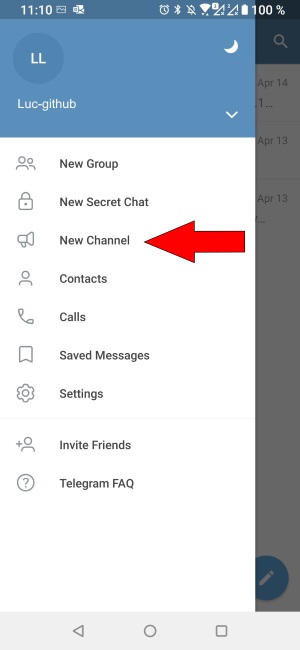 11:10
100 %
LL
Luc-github
Apr 14
.1...
Apr 13
Apr 13
New Group
New Secret Chat
New Channel
Contacts
Calls
Saved Messages
Settings
Invite Friends
Telegram FAQ